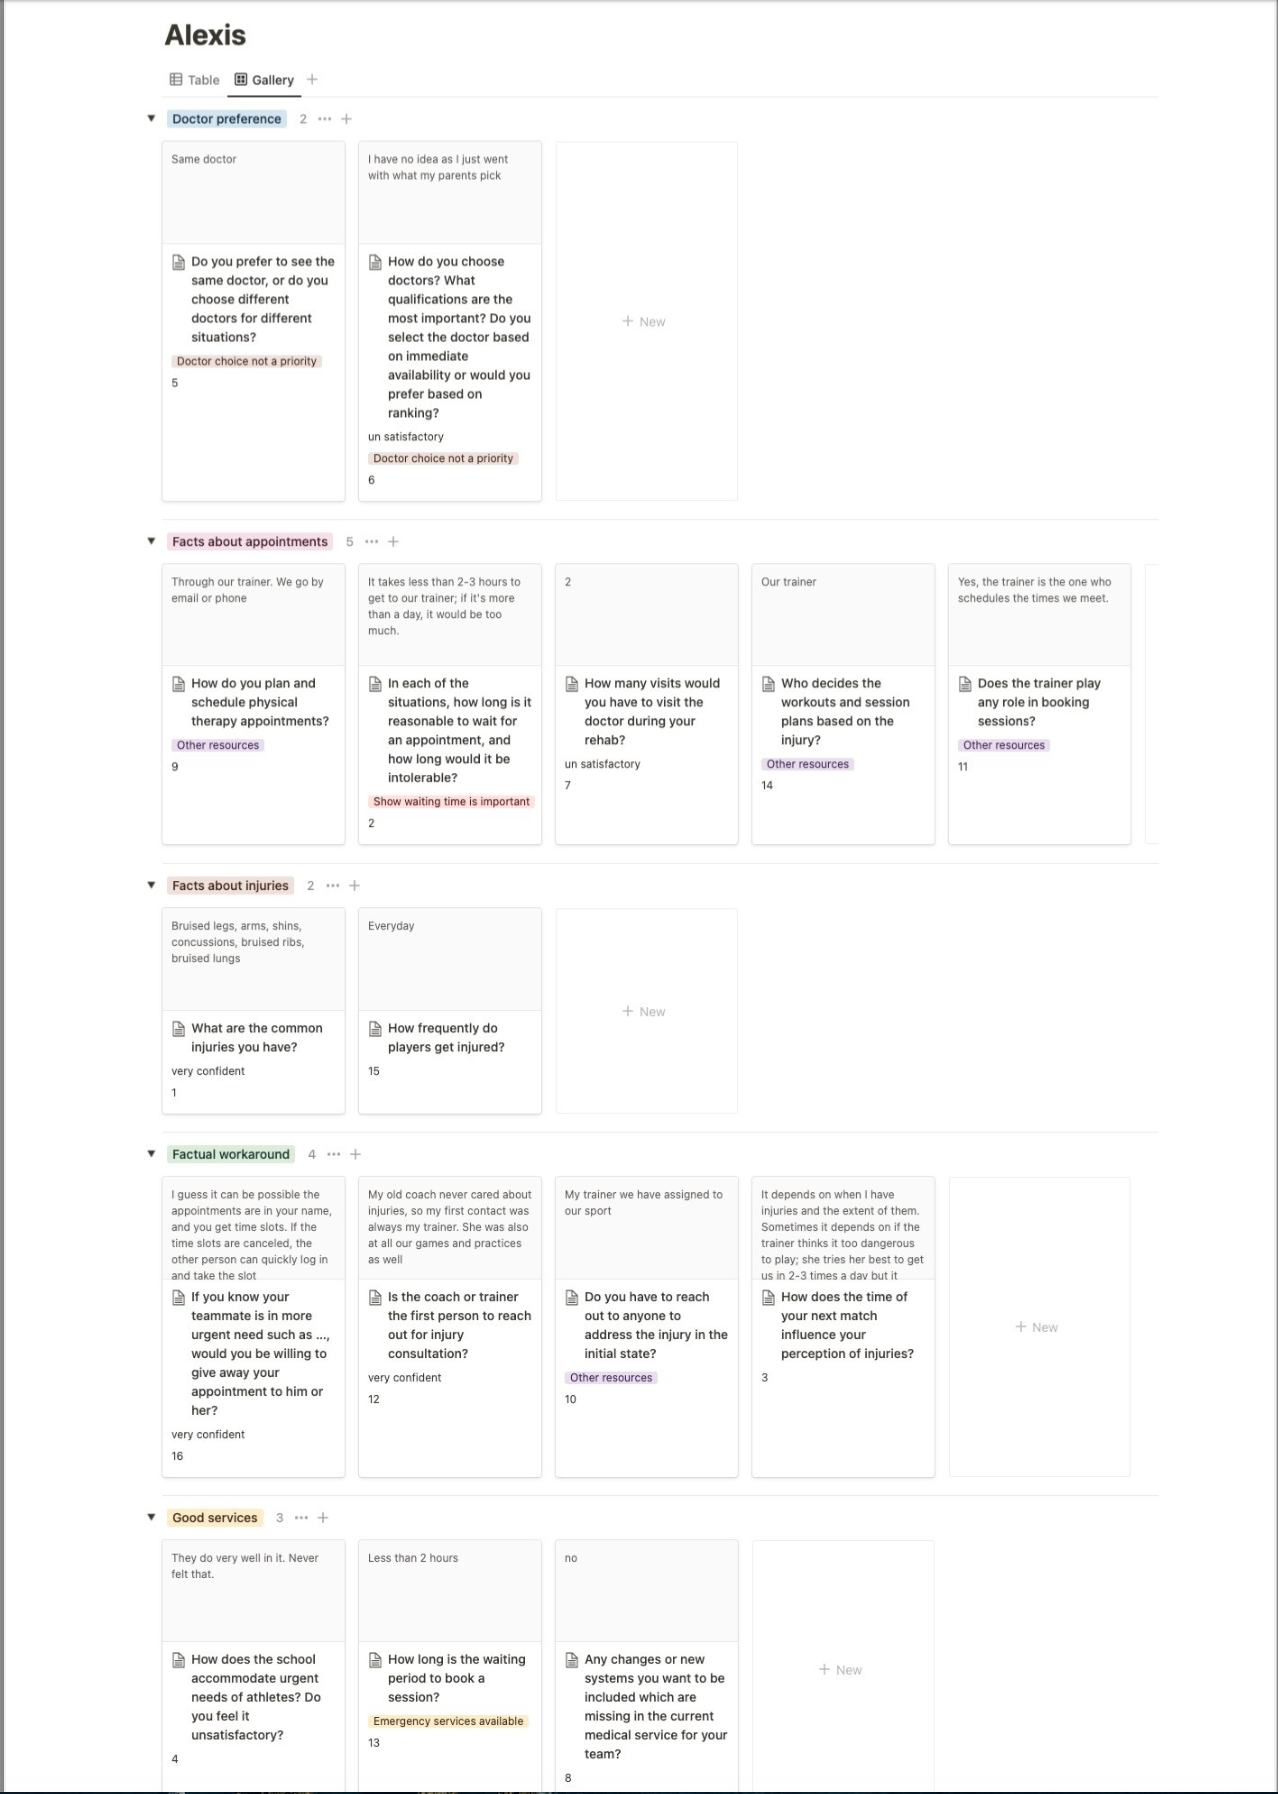 Alexis
Table
Gallery
Doctor preference 2
Same doctor
Do you prefer to see the
same doctor, or do you
choose different
doctors for different
situations?
Doctor choice not a priority
5
I have no idea as I just went
with what my parents pick
How do you choose
doctors? What
qualifications are the
most important? Do you
select the doctor based
on immediate
availability or would you
prefer based on
ranking?
un satisfactory
Doctor choice not a priority
6
+ New
Facts about appointments 5
Through our trainer. We go by
email or phone
How do you plan and
schedule physical
therapy appointments?
Other resources
9
It takes less than 2-3 hours to
get to our trainer; if it's more
than a day, it would be too
much.
In each of the
situations, how long is it
reasonable to wait for
an appointment, and
how long would it be
intolerable?
Show waiting time is important
2
2
How many visits would
you have to visit the
doctor during your
rehab?
un satisfactory
7
Our trainer
Who decides the
workouts and session
plans based on the
injury?
Other resources
14
Yes, the trainer is the one who
schedules the times we meet.
Does the trainer play
any role in booking
sessions?
Other resources
11
Facts about injuries 2
Bruised legs, arms, shins,
concussions, bruised ribs,
bruised lungs
What are the common
injuries you have?
very confident
1
Everyday
How frequently do
players get injured?
15
+ New
Factual workaround 4
I guess it can be possible the
appointments are in your name,
and you get time slots. If the
time slots are canceled, the
other person can quickly log in
and take the slot
If you know your
teammate is in more
urgent need such as ...,
would you be willing to
give away your
appointment to him or
her?
very confident
16
My old coach never cared about
injuries, so my first contact was
always my trainer. She was also
at all our games and practices
as well
Is the coach or trainer
the first person to reach
out for injury
consultation?
very confident
12
My trainer we have assigned to
our sport
Do you have to reach
out to anyone to
address the injury in the
initial state?
Other resources
10
It depends on when I have
injuries and the extent of them.
Sometimes it depends on if the
trainer thinks it too dangerous
to play; she tries her best to get
us in 2-3 times a day but it
How does the time of
your next match
influence your
perception of injuries?
3
+ New
Good services 3
They do very well in it. Never
felt that.
How does the school
accommodate urgent
needs of athletes? Do
you feel it
unsatisfactory?
4
Less than 2 hours
How long is the waiting
period to book a
session?
Emergency services available
13
no
Any changes or new
systems you want to be
included which are
missing in the current
medical service for your
team?
8
+ New